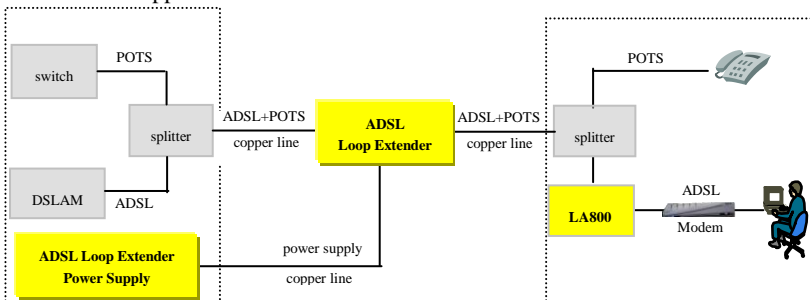 POTS
switch
splitter
DSLAM
ADSL
ADSL Loop Extender
Power Supply
ADSL+POTS
copper line
ADSL
Loop Extender
power supply
copper line
ADSL+POTS
copper line
POTS
splitter
LA800
ADSL
Modem